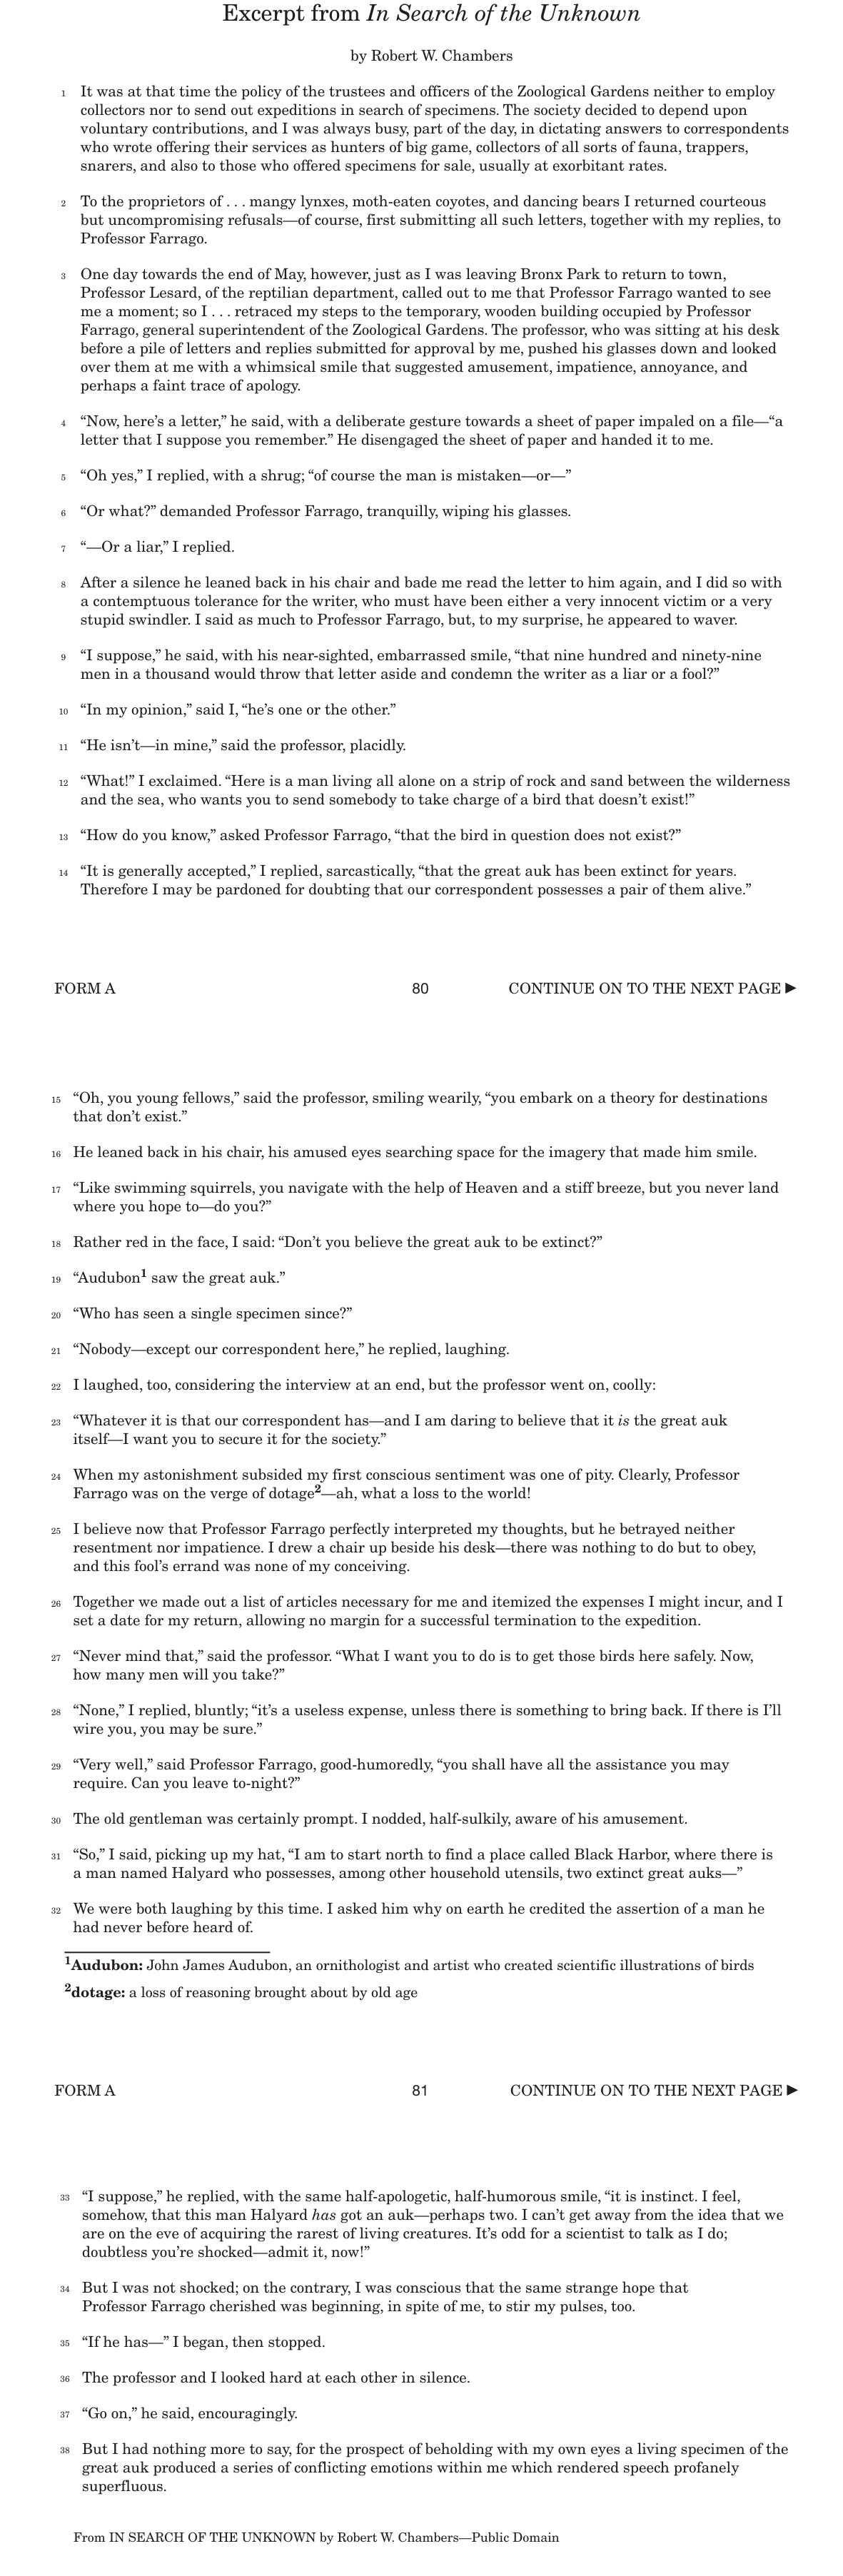 Excerpt from In Search of the Unknown
by Robert W. Chambers
1 It was at that time the policy of the trustees and officers of the Zoological Gardens neither to employ
collectors nor to send out expeditions in search of specimens. The society decided to depend upon
voluntary contributions, and I was always busy, part of the day, in dictating answers to correspondents
who wrote offering their services as hunters of big game, collectors of all sorts of fauna, trappers,
snarers, and also to those who offered specimens for sale, usually at exorbitant rates.
2 To the proprietors of . . . mangy lynxes, moth-eaten coyotes, and dancing bears I returned courteous
but uncompromising refusals—of course, first submitting all such letters, together with my replies, to
Professor Farrago.
3 One day towards the end of May, however, just as I was leaving Bronx Park to return to town,
Professor Lesard, of the reptilian department, called out to me that Professor Farrago wanted to see
me a moment; so I . . . retraced my steps to the temporary, wooden building occupied by Professor
Farrago, general superintendent of the Zoological Gardens. The professor, who was sitting at his desk
before a pile of letters and replies submitted for approval by me, pushed his glasses down and looked
over them at me with a whimsical smile that suggested amusement, impatience, annoyance, and
perhaps a faint trace of apology.
4 “Now, here’s a letter,” he said, with a deliberate gesture towards a sheet of paper impaled on a file—“a
letter that I suppose you remember.” He disengaged the sheet of paper and handed it to me.
5 “Oh yes,” I replied, with a shrug; “of course the man is mistaken—or—”
6 “Or what?” demanded Professor Farrago, tranquilly, wiping his glasses.
7 “—Or a liar,” I replied.
8 After a silence he leaned back in his chair and bade me read the letter to him again, and I did so with
a contemptuous tolerance for the writer, who must have been either a very innocent victim or a very
stupid swindler. I said as much to Professor Farrago, but, to my surprise, he appeared to waver.
9 “I suppose,” he said, with his near-sighted, embarrassed smile, “that nine hundred and ninety-nine
men in a thousand would throw that letter aside and condemn the writer as a liar or a fool?”
10 “In my opinion,” said I, “he’s one or the other.”
11 “He isn’t—in mine,” said the professor, placidly.
12 “What!” I exclaimed. “Here is a man living all alone on a strip of rock and sand between the wilderness
and the sea, who wants you to send somebody to take charge of a bird that doesn’t exist!”
13 “How do you know,” asked Professor Farrago, “that the bird in question does not exist?”
14 “It is generally accepted,” I replied, sarcastically, “that the great auk has been extinct for years.
Therefore I may be pardoned for doubting that our correspondent possesses a pair of them alive.”
FORM A 80 CONTINUE ON TO THE NEXT PAGE ▶
15 “Oh, you young fellows,” said the professor, smiling wearily, “you embark on a theory for destinations
that don’t exist.”
16 He leaned back in his chair, his amused eyes searching space for the imagery that made him smile.
17 “Like swimming squirrels, you navigate with the help of Heaven and a stiff breeze, but you never land
where you hope to—do you?”
18 Rather red in the face, I said: “Don’t you believe the great auk to be extinct?”
19 “Audubon1 saw the great auk.”
20 “Who has seen a single specimen since?”
21 “Nobody—except our correspondent here,” he replied, laughing.
22 I laughed, too, considering the interview at an end, but the professor went on, coolly:
23 “Whatever it is that our correspondent has—and I am daring to believe that it is the great auk
itself—I want you to secure it for the society.”
24 When my astonishment subsided my first conscious sentiment was one of pity. Clearly, Professor
Farrago was on the verge of dotage2—ah, what a loss to the world!
25 I believe now that Professor Farrago perfectly interpreted my thoughts, but he betrayed neither
resentment nor impatience. I drew a chair up beside his desk—there was nothing to do but to obey,
and this fool’s errand was none of my conceiving.
26 Together we made out a list of articles necessary for me and itemized the expenses I might incur, and I
set a date for my return, allowing no margin for a successful termination to the expedition.
27 “Never mind that,” said the professor. “What I want you to do is to get those birds here safely. Now,
how many men will you take?”
28 “None,” I replied, bluntly; “it’s a useless expense, unless there is something to bring back. If there is I’ll
wire you, you may be sure.”
29 “Very well,” said Professor Farrago, good-humoredly, “you shall have all the assistance you may
require. Can you leave to-night?”
30 The old gentleman was certainly prompt. I nodded, half-sulkily, aware of his amusement.
31 “So,” I said, picking up my hat, “I am to start north to find a place called Black Harbor, where there is
a man named Halyard who possesses, among other household utensils, two extinct great auks—”
32 We were both laughing by this time. I asked him why on earth he credited the assertion of a man he
had never before heard of.
1Audubon: John James Audubon, an ornithologist and artist who created scientific illustrations of birds
2dotage: a loss of reasoning brought about by old age
FORM A 81 CONTINUE ON TO THE NEXT PAGE ▶
33 “I suppose,” he replied, with the same half-apologetic, half-humorous smile, “it is instinct. I feel,
somehow, that this man Halyard has got an auk—perhaps two. I can’t get away from the idea that we
are on the eve of acquiring the rarest of living creatures. It’s odd for a scientist to talk as I do;
doubtless you’re shocked—admit it, now!”
34 But I was not shocked; on the contrary, I was conscious that the same strange hope that
Professor Farrago cherished was beginning, in spite of me, to stir my pulses, too.
35 “If he has—” I began, then stopped.
36 The professor and I looked hard at each other in silence.
37 “Go on,” he said, encouragingly.
38 But I had nothing more to say, for the prospect of beholding with my own eyes a living specimen of the
great auk produced a series of conflicting emotions within me which rendered speech profanely
superfluous.
From IN SEARCH OF THE UNKNOWN by Robert W. Chambers—Public Domain